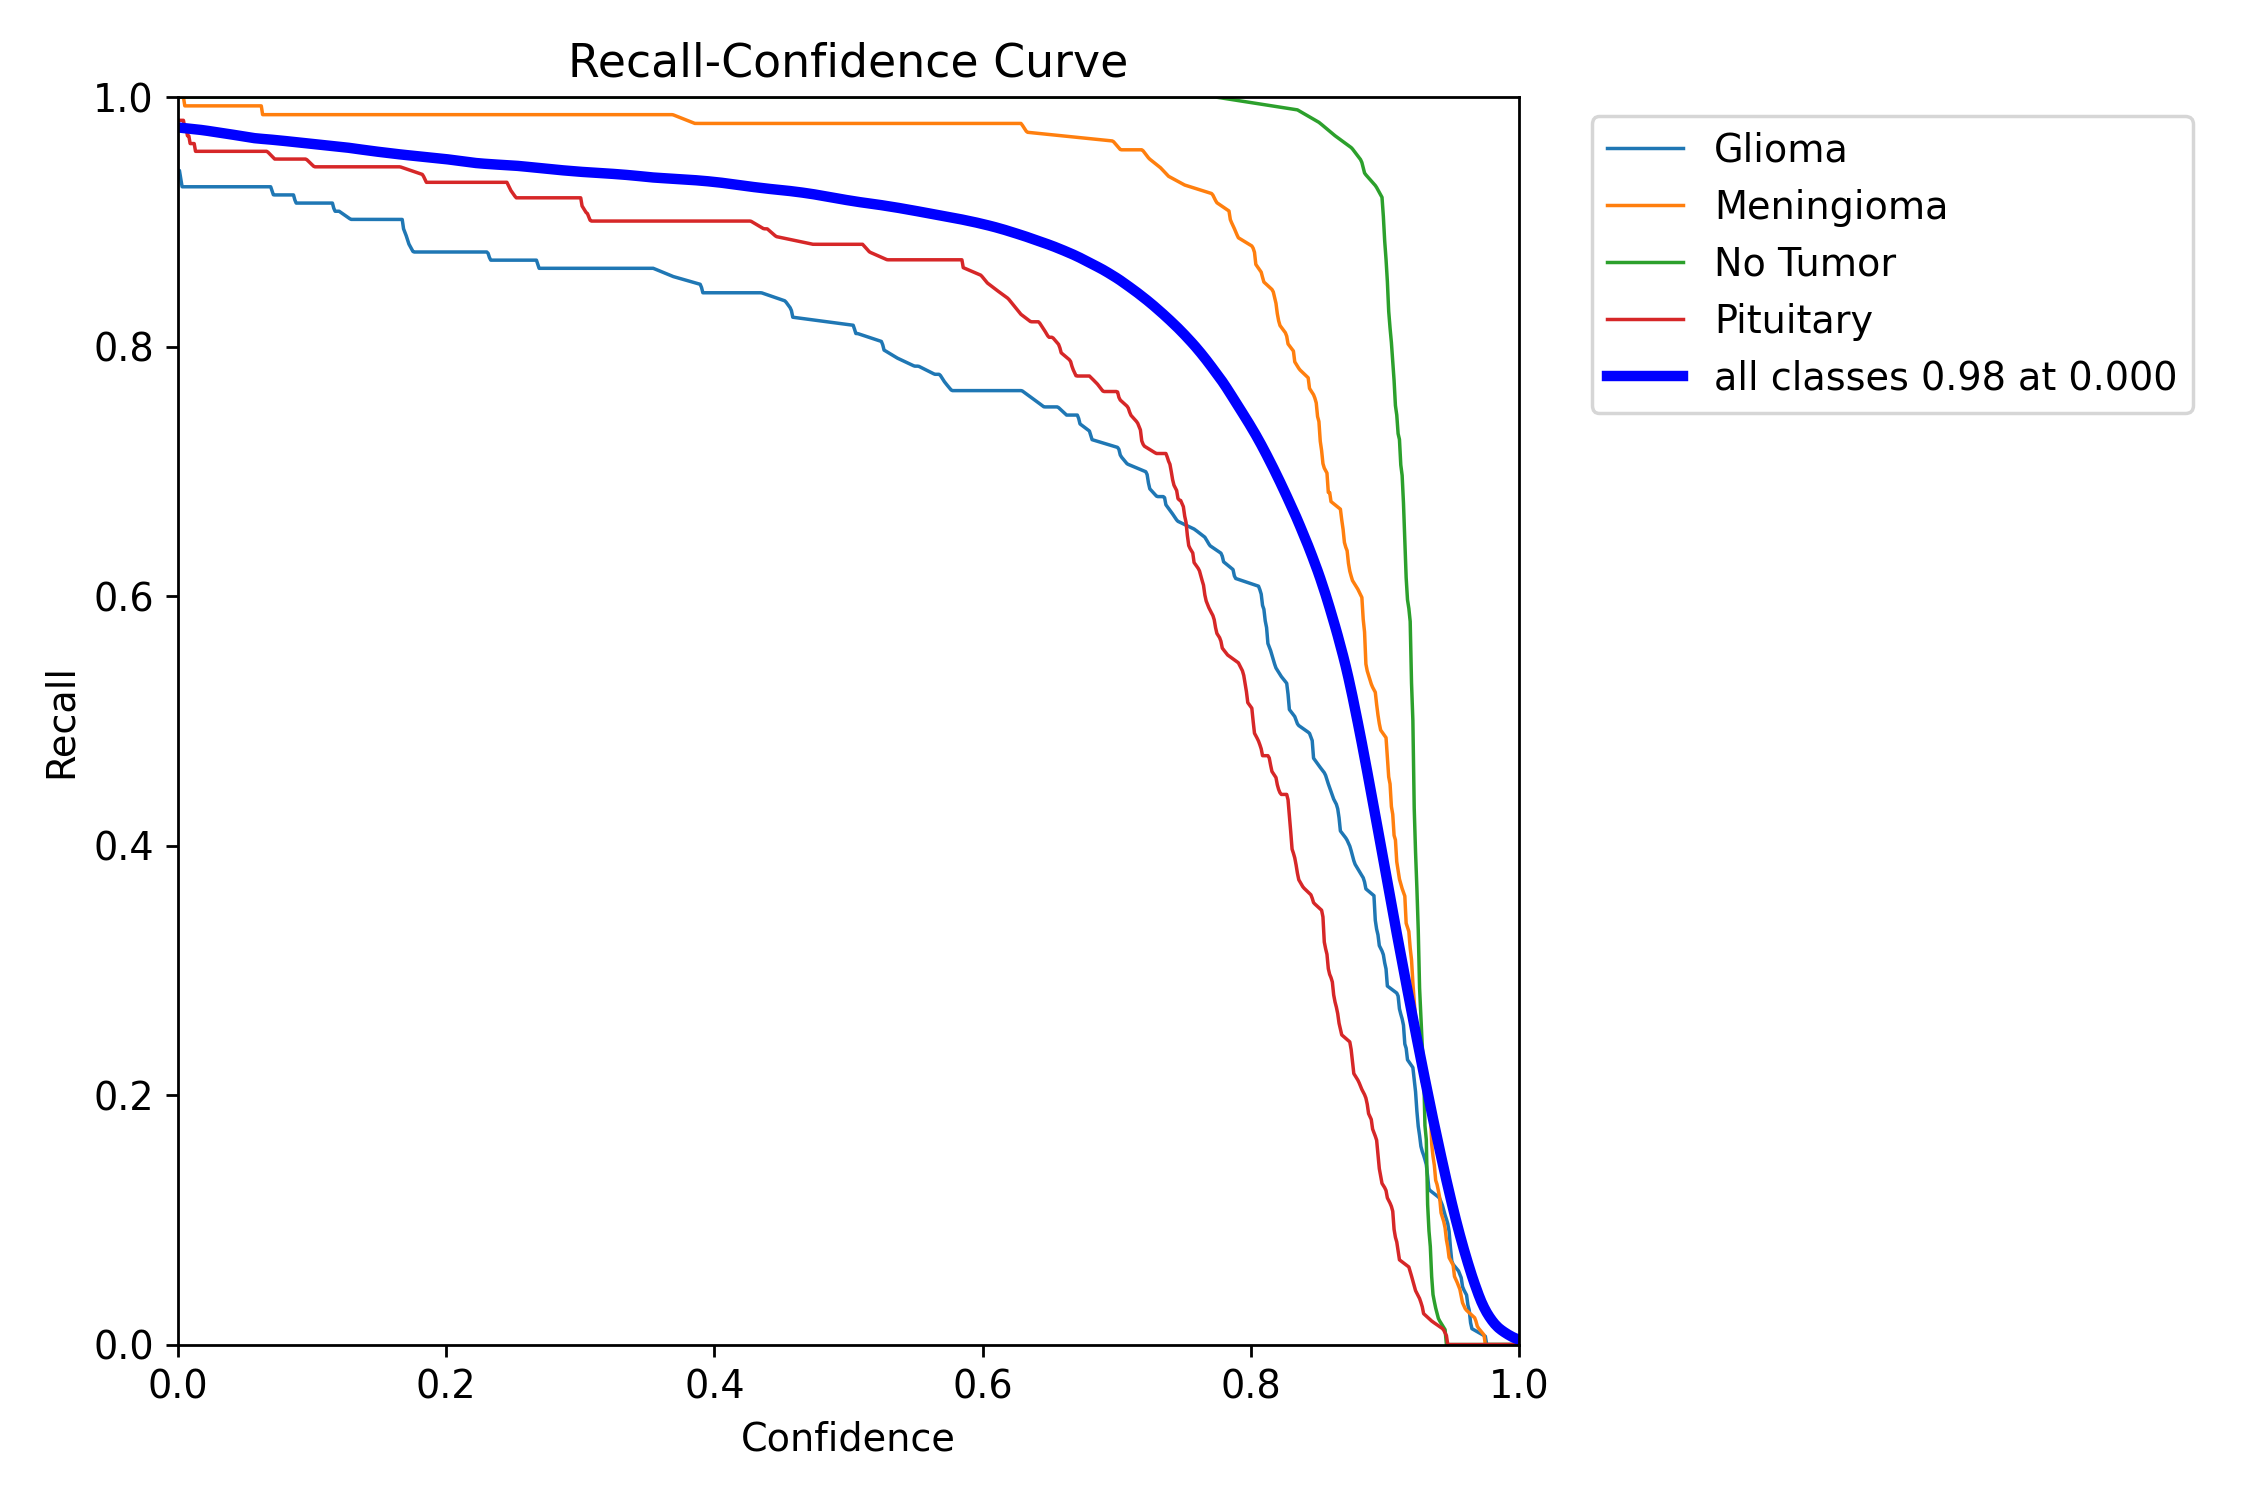 Recall-Confidence Curve
1.0
0.8
0.6
0.4
0.2
0.0
Recall
0.0 0.2 0.4 0.6 0.8 1.0
Confidence
Glioma
Meningioma
No Tumor
Pituitary
all classes 0.98 at 0.000